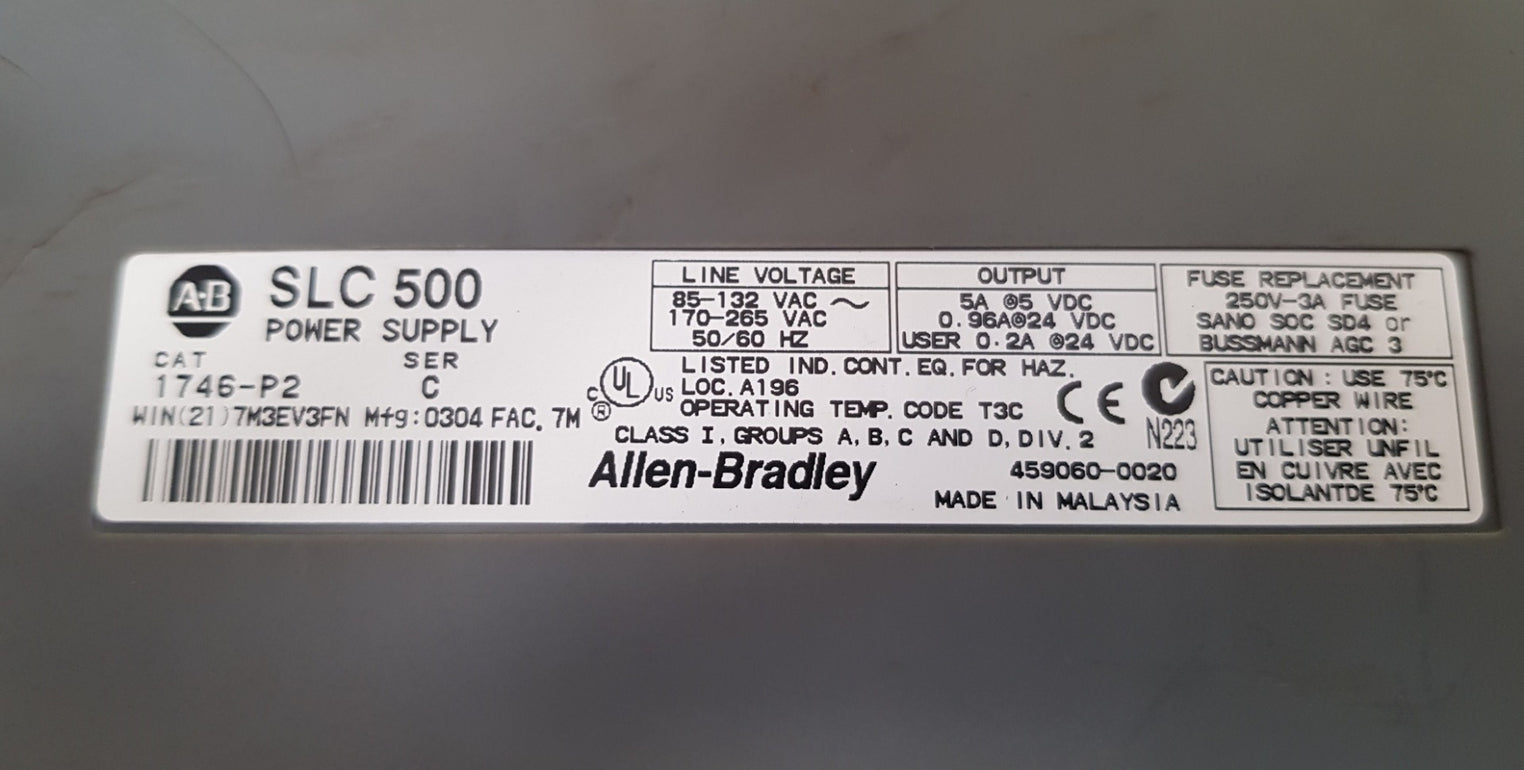 A·B
SLC 500
POWER SUPPLY
CAT SER
1746-P2 C
WIN(21)7M3EV3FN Mfg:0304 FAC. 7M
LINE VOLTAGE
85-132 VAC ~
170-265 VAC
50/60 HZ
OUTPUT
5A @5 VDC
0.96A@24 VDC
USER 0.2A @24 VDC
FUSE REPLACEMENT
250V-3A FUSE
SANO SOC SD4 or
BUSSMANN AGC 3
C UL US ®
LISTED IND. CONT. EQ. FOR HAZ.
LOC. A196
OPERATING TEMP. CODE T3C
CLASS I, GROUPS A, B, C AND D, DIV. 2
CE
N223
Allen-Bradley
459060-0020
MADE IN MALAYSIA
CAUTION : USE 75°C
COPPER WIRE
ATTENTION:
UTILISER UNFIL
EN CUIVRE AVEC
ISOLANTDE 75°C